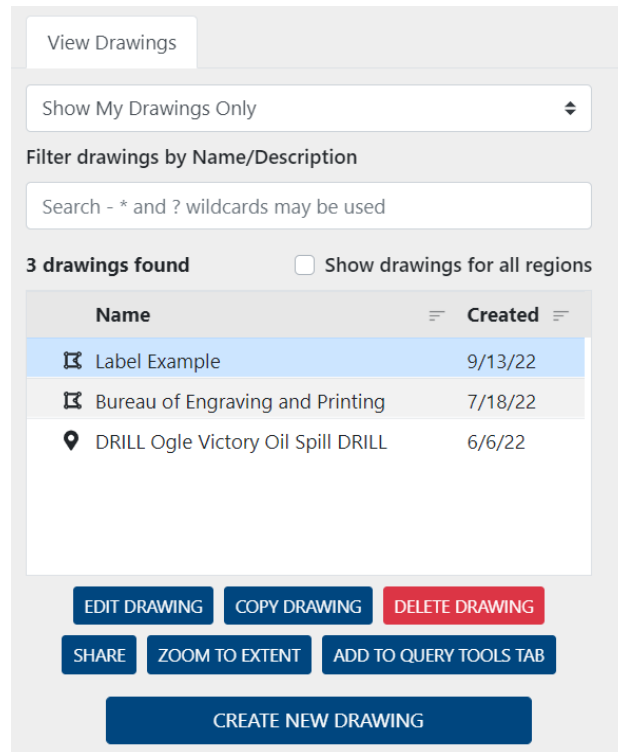 View Drawings
Show My Drawings Only
Filter drawings by Name/Description
Search - * and ? wildcards may be used
3 drawings found Show drawings for all regions
Name Created
Label Example 9/13/22
Bureau of Engraving and Printing 7/18/22
DRILL Ogle Victory Oil Spill DRILL 6/6/22
EDIT DRAWING COPY DRAWING DELETE DRAWING
SHARE ZOOM TO EXTENT ADD TO QUERY TOOLS TAB
CREATE NEW DRAWING